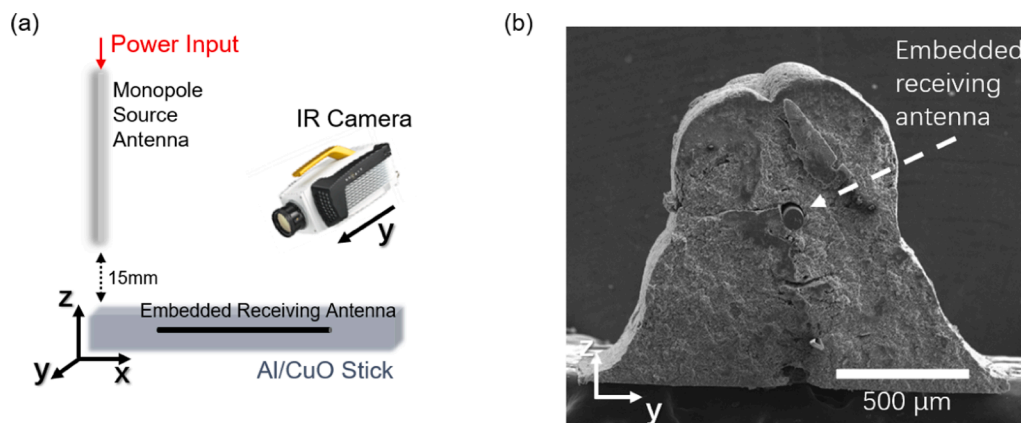 (a)
Power Input
Monopole
Source
Antenna
IR Camera
y
15mm
Embedded Receiving Antenna
z
y
x
Al/CuO Stick
(b)
Embedded
receiving
antenna
z
y
500 μm